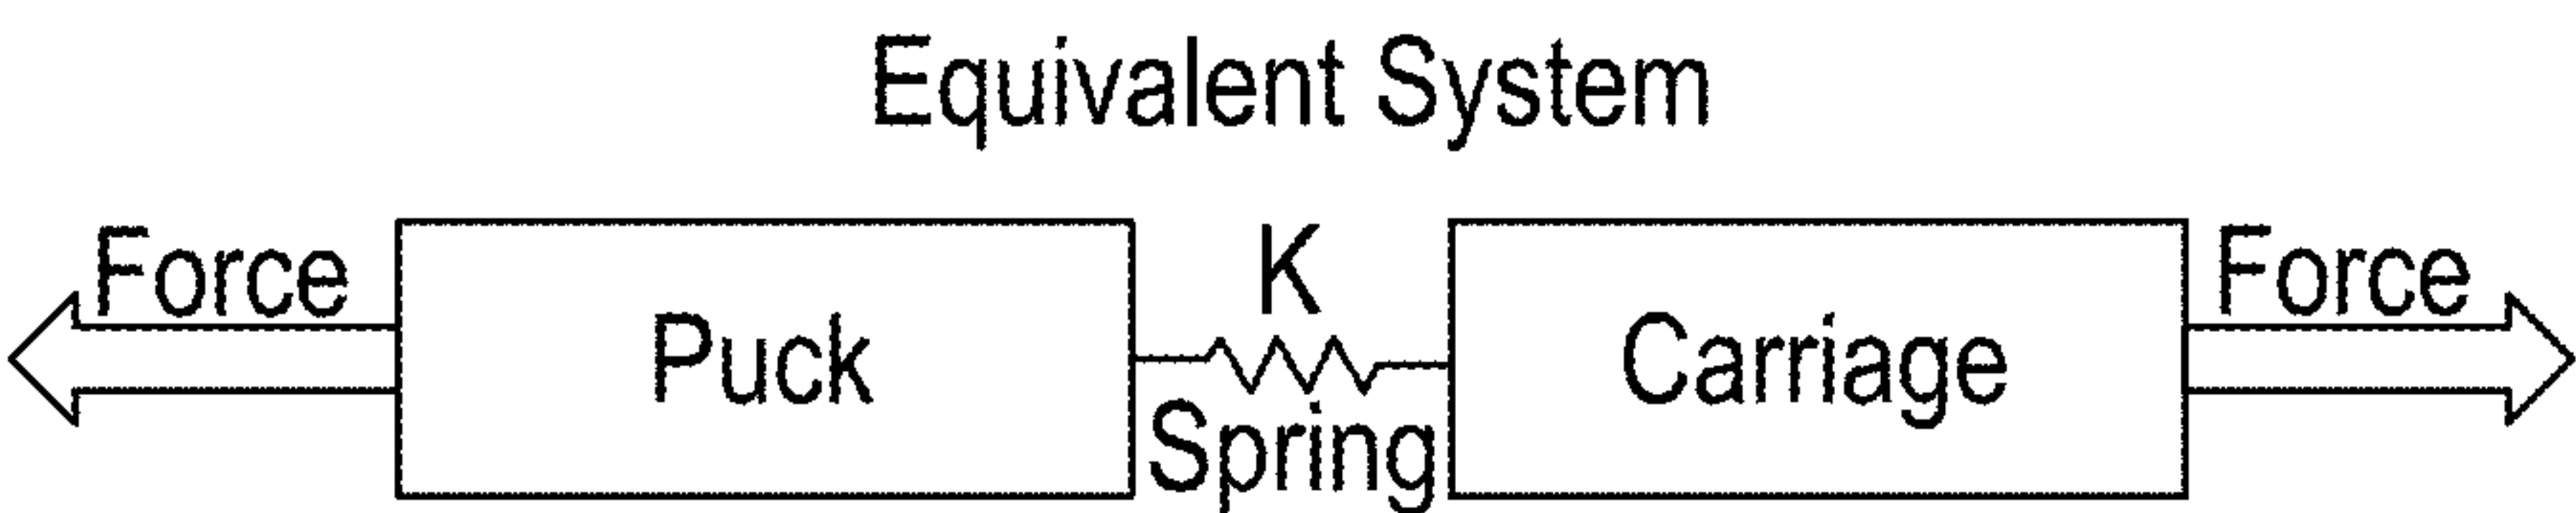 Equivalent System
Force
Puck
K
Spring
Carriage
Force